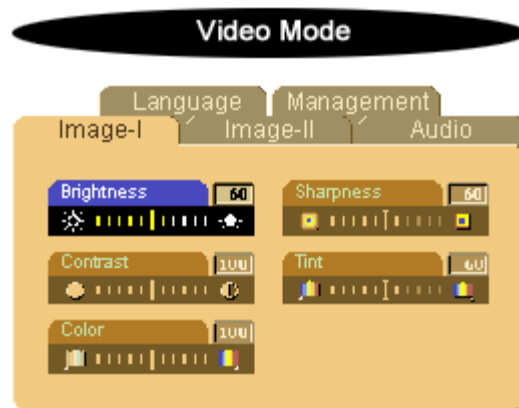 Video Mode
Language Management
Image-I Image-II Audio
Brightness 60 Sharpness 60
Contrast 100 Tint 60
Color 100